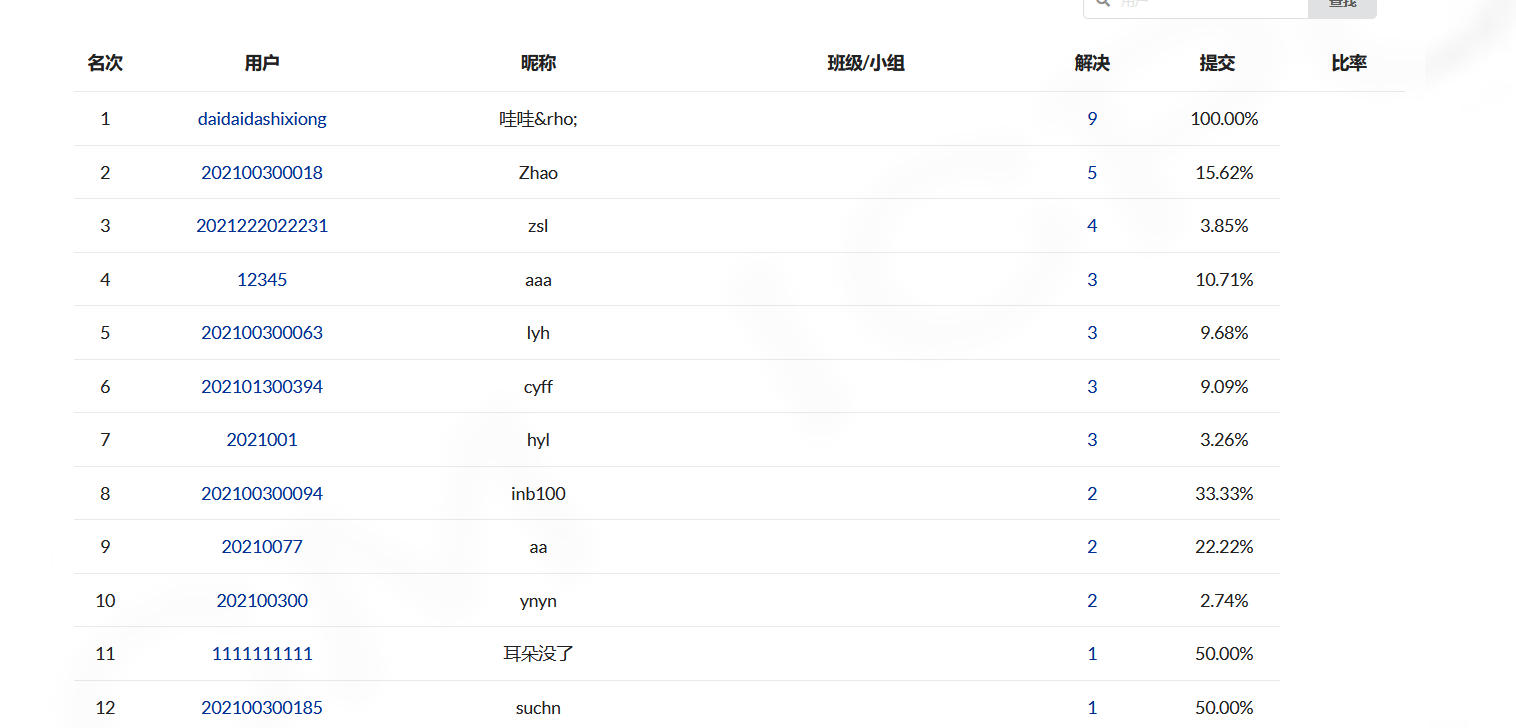 用户 查找
名次 用户 昵称 班级/小组 解决 提交 比率
1 daidaidashixiong 哇哇&rho; 9 100.00%
2 202100300018 Zhao 5 15.62%
3 2021222022231 zsl 4 3.85%
4 12345 aaa 3 10.71%
5 202100300063 lyh 3 9.68%
6 202101300394 cyff 3 9.09%
7 2021001 hyl 3 3.26%
8 202100300094 inb100 2 33.33%
9 20210077 aa 2 22.22%
10 202100300 ynyn 2 2.74%
11 1111111111 耳朵没了 1 50.00%
12 202100300185 suchn 1 50.00%